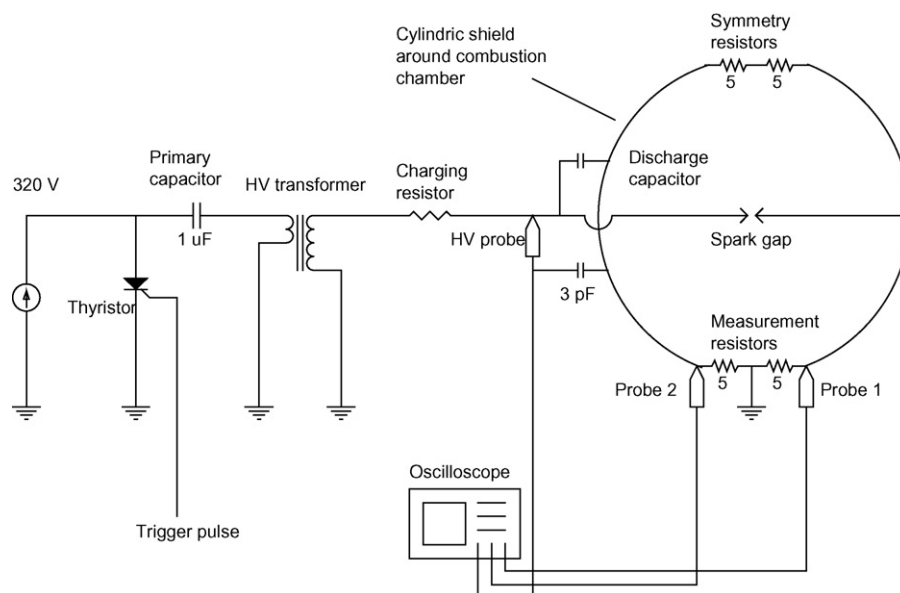 Cylindric shield
around combustion
chamber
Symmetry
resistors
5 5
Primary
capacitor
320 V
HV transformer
Charging
resistor
Discharge
capacitor
1 uF
HV probe
Spark gap
Thyristor
3 pF
Measurement
resistors
5 5
Probe 2
Probe 1
Oscilloscope
Trigger pulse